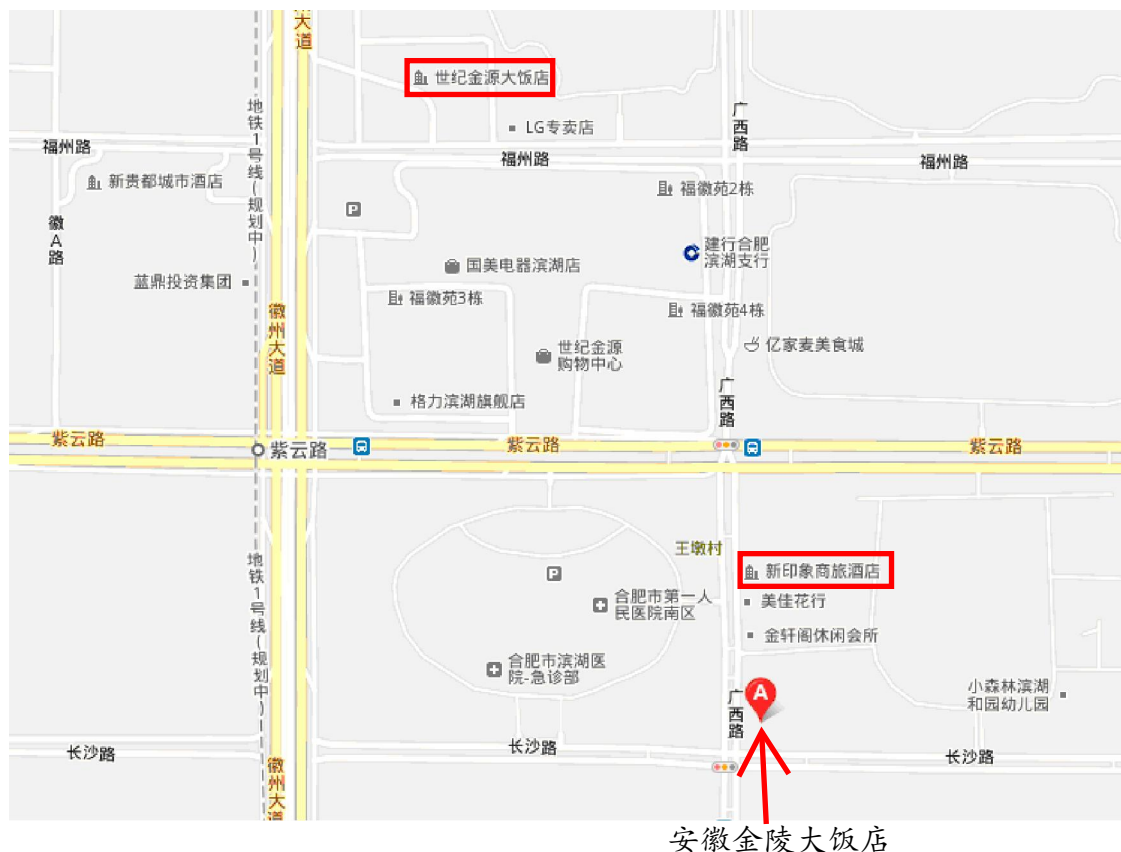 大
道
世纪金源大饭店
地铁1号线(规划中)
广西路
LG专卖店
福州路
福州路
福州路
新贵都城市酒店
福徽苑2栋
P
徽A路
建行合肥
滨湖支行
国美电器滨湖店
蓝鼎投资集团
福徽苑3栋
福徽苑4栋
徽州大道
亿家麦美食城
世纪金源
购物中心
广西路
格力滨湖旗舰店
紫云路
紫云路
紫云路
紫云路
王墩村
地铁1号线(规划中)
新印象商旅酒店
P
合肥市第一人
民医院南区
美佳花行
金轩阁休闲会所
合肥市滨湖医
院-急诊部
广西路
A
小森林滨湖
和园幼儿园
长沙路
长沙路
长沙路
徽州大道
安徽金陵大饭店